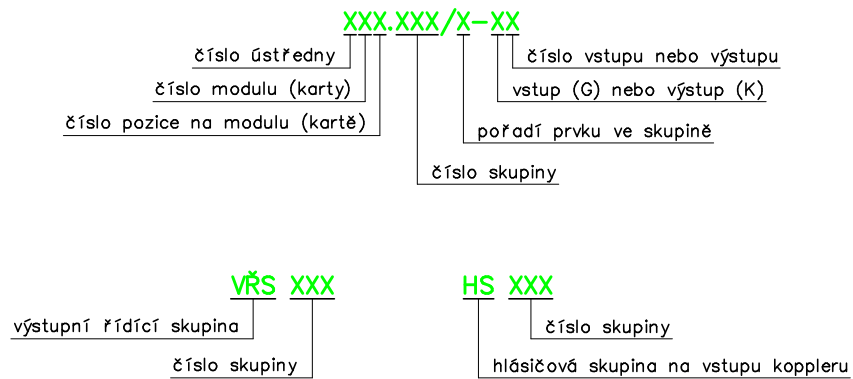 XXX.XXX/X-XX
číslo ústředny
číslo vstupu nebo výstupu
číslo modulu (karty)
vstup (G) nebo výstup (K)
číslo pozice na modulu (kartě)
pořadí prvku ve skupině
číslo skupiny
VŘS XXX
HS XXX
výstupní řídící skupina
číslo skupiny
číslo skupiny
hlásičová skupina na vstupu koppleru